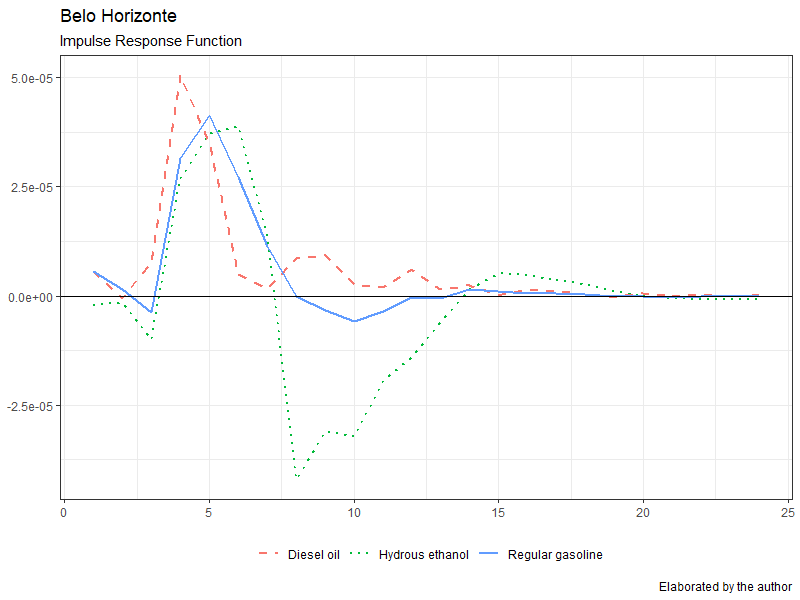 Belo Horizonte
Impulse Response Function
5.0e-05
2.5e-05
0.0e+00
-2.5e-05
0 5 10 15 20 25
Diesel oil Hydrous ethanol Regular gasoline
Elaborated by the author